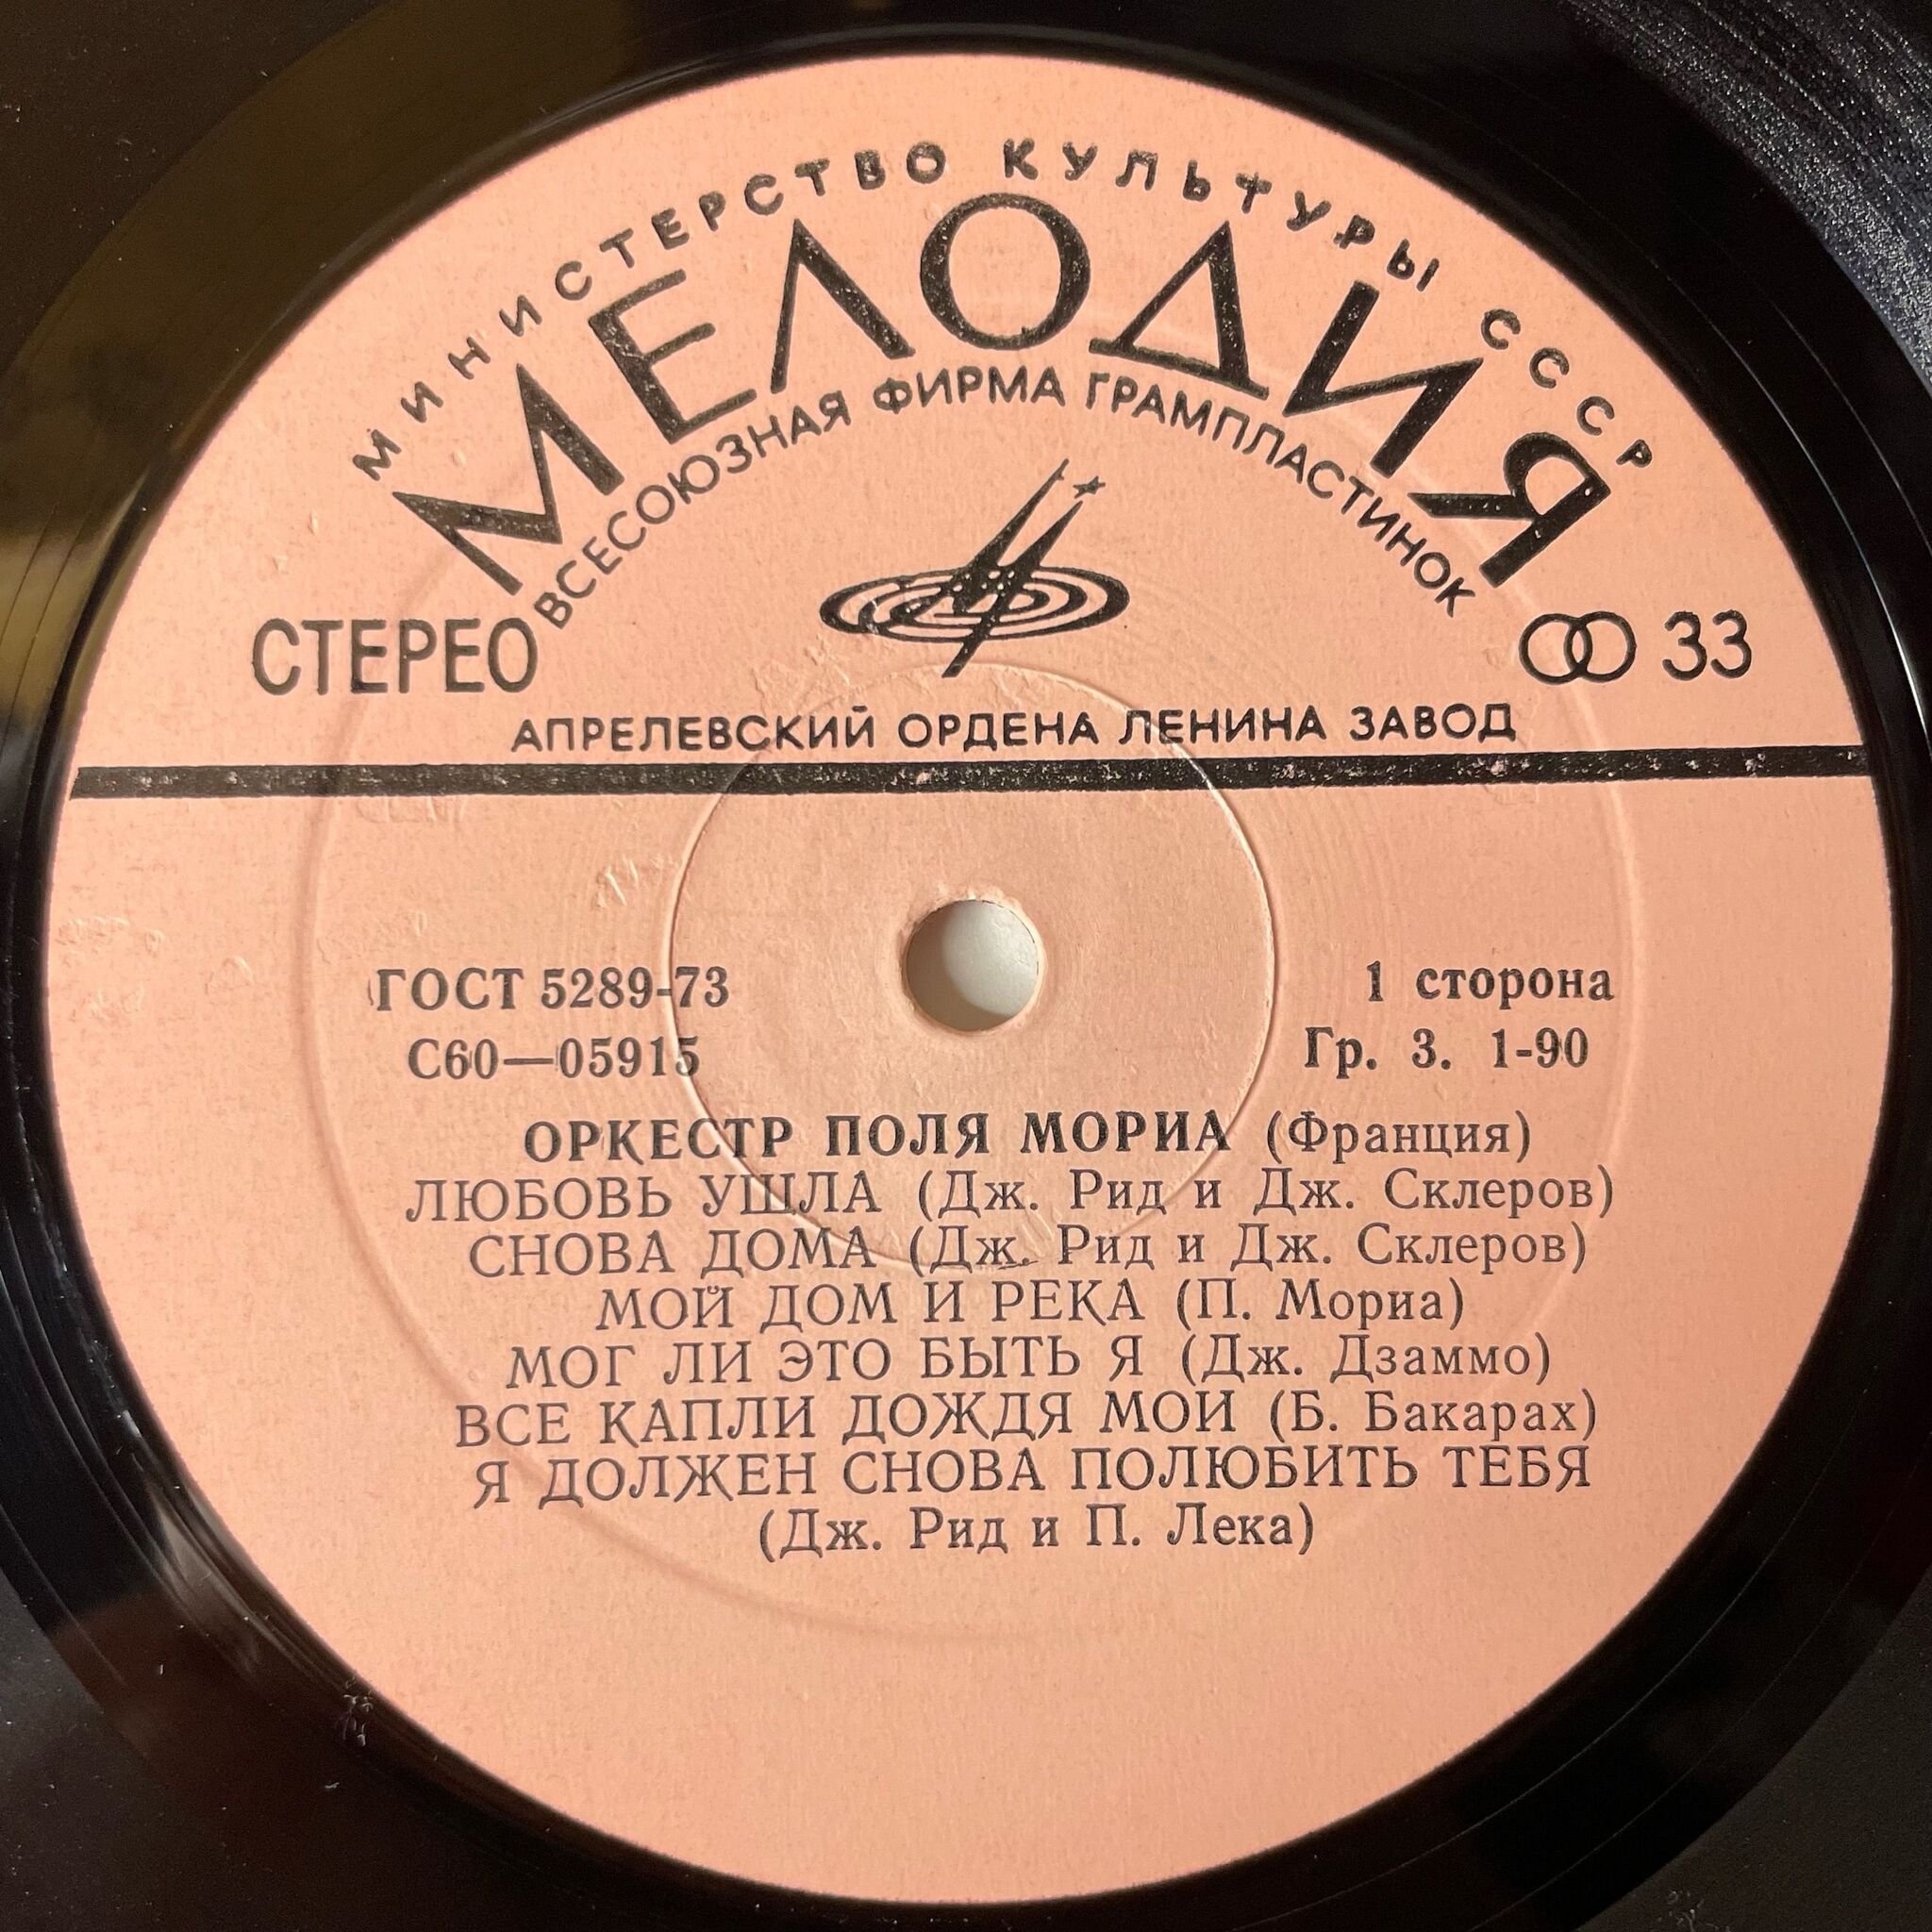 МИНИСТЕРСТВО КУЛЬТУРЫ СССР
МЕЛОДИЯ
ВСЕСОЮЗНАЯ ФИРМА ГРАМПЛАСТИНОК
СТЕРЕО
33
АПРЕЛЕВСКИЙ ОРДЕНА ЛЕНИНА ЗАВОД
ГОСТ 5289-73
1 сторона
С60—05915
Гр. 3. 1-90
ОРКЕСТР ПОЛЯ МОРИА (Франция)
ЛЮБОВЬ УШЛА (Дж. Рид и Дж. Склеров)
СНОВА ДОМА (Дж. Рид и Дж. Склеров)
МОЙ ДОМ И РЕКА (П. Мориа)
МОГ ЛИ ЭТО БЫТЬ Я (Дж. Дзаммо)
ВСЕ КАПЛИ ДОЖДЯ МОИ (Б. Бакарах)
Я ДОЛЖЕН СНОВА ПОЛЮБИТЬ ТЕБЯ
(Дж. Рид и П. Лека)